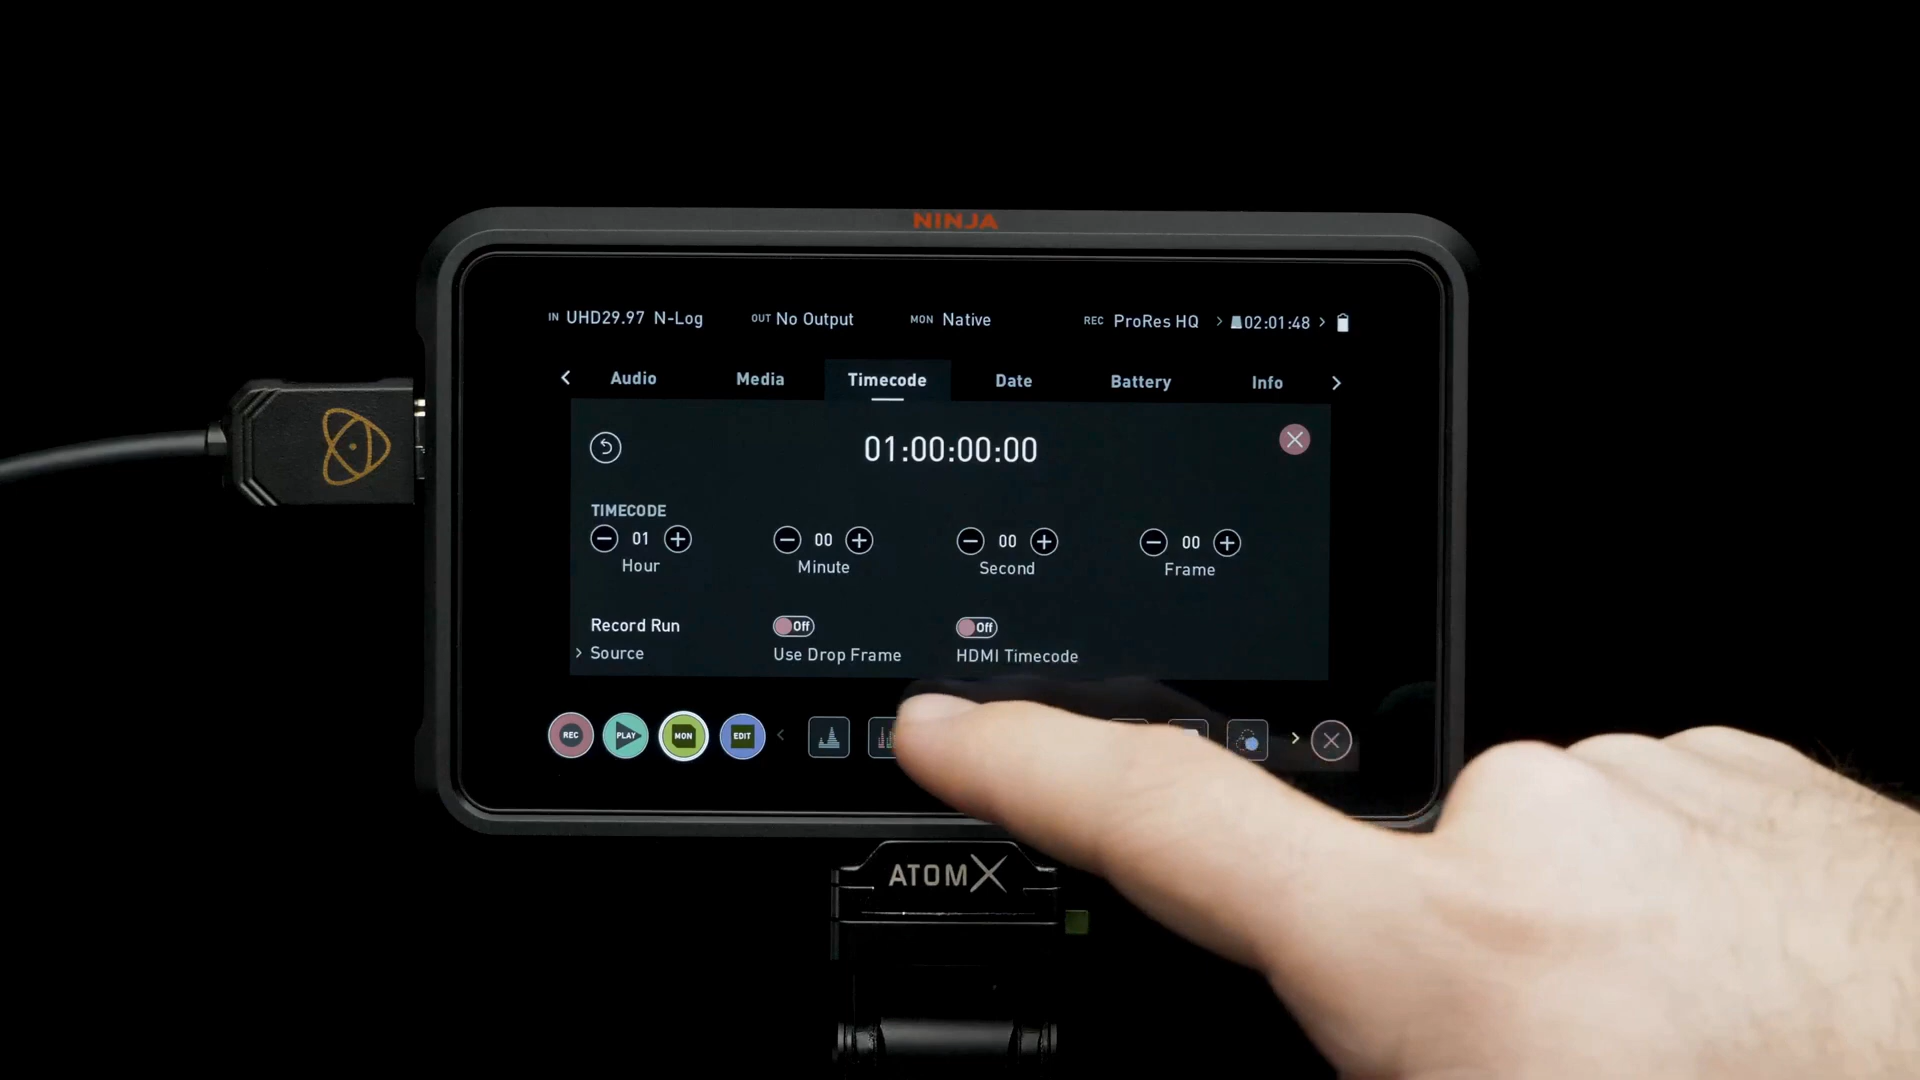 NINJA
IN UHD29.97 N-Log OUT No Output MON Native REC ProRes HQ > 02:01:48 >
< Audio Media Timecode Date Battery Info >
01:00:00:00
TIMECODE
01 00 00 00
Hour Minute Second Frame
Record Run Off Off
> Source Use Drop Frame HDMI Timecode
REC PLAY MON EDIT
ATOMX